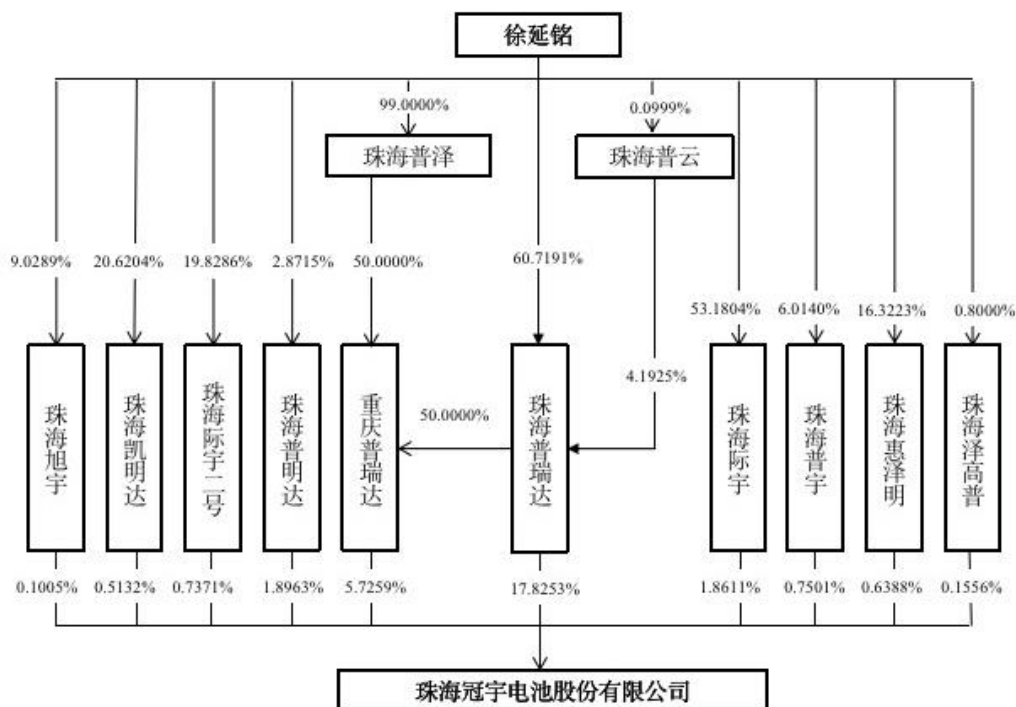 徐延铭
99.0000%
0.0999%
珠海普泽
珠海普云
9.0289%
20.6204%
19.8286%
2.8715%
50.0000%
60.7191%
53.1804%
6.0140%
16.3223%
0.8000%
4.1925%
50.0000%
珠海旭宇
珠海凯明达
珠海际宇二号
珠海普明达
重庆普瑞达
珠海普瑞达
珠海际宇
珠海普宇
珠海惠泽明
珠海泽高普
0.1005%
0.5132%
0.7371%
1.8963%
5.7259%
17.8253%
1.8611%
0.7501%
0.6388%
0.1556%
珠海冠宇电池股份有限公司